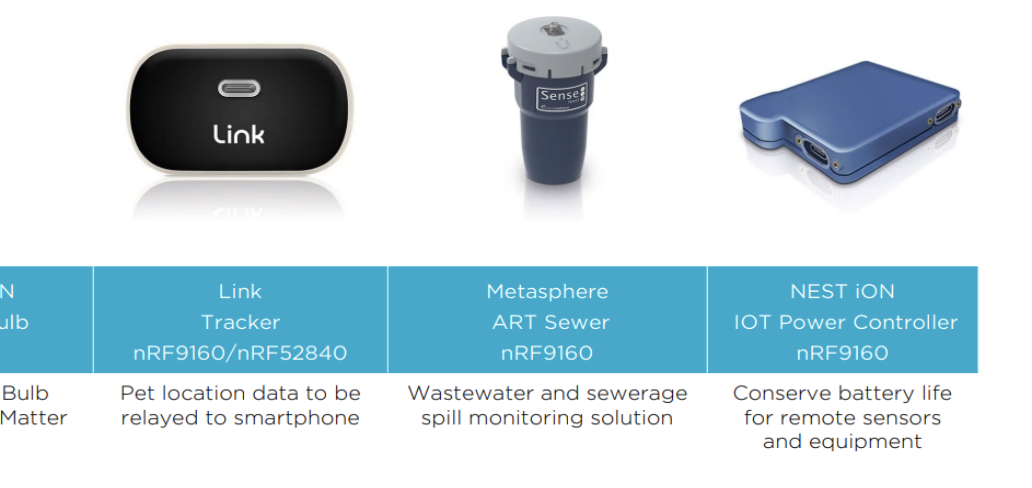 Link
Sense
N
ulb
Link
Tracker
nRF9160/nRF52840
Metasphere
ART Sewer
nRF9160
NEST iON
IOT Power Controller
nRF9160
Bulb
Matter
Pet location data to be
relayed to smartphone
Wastewater and sewerage
spill monitoring solution
Conserve battery life
for remote sensors
and equipment